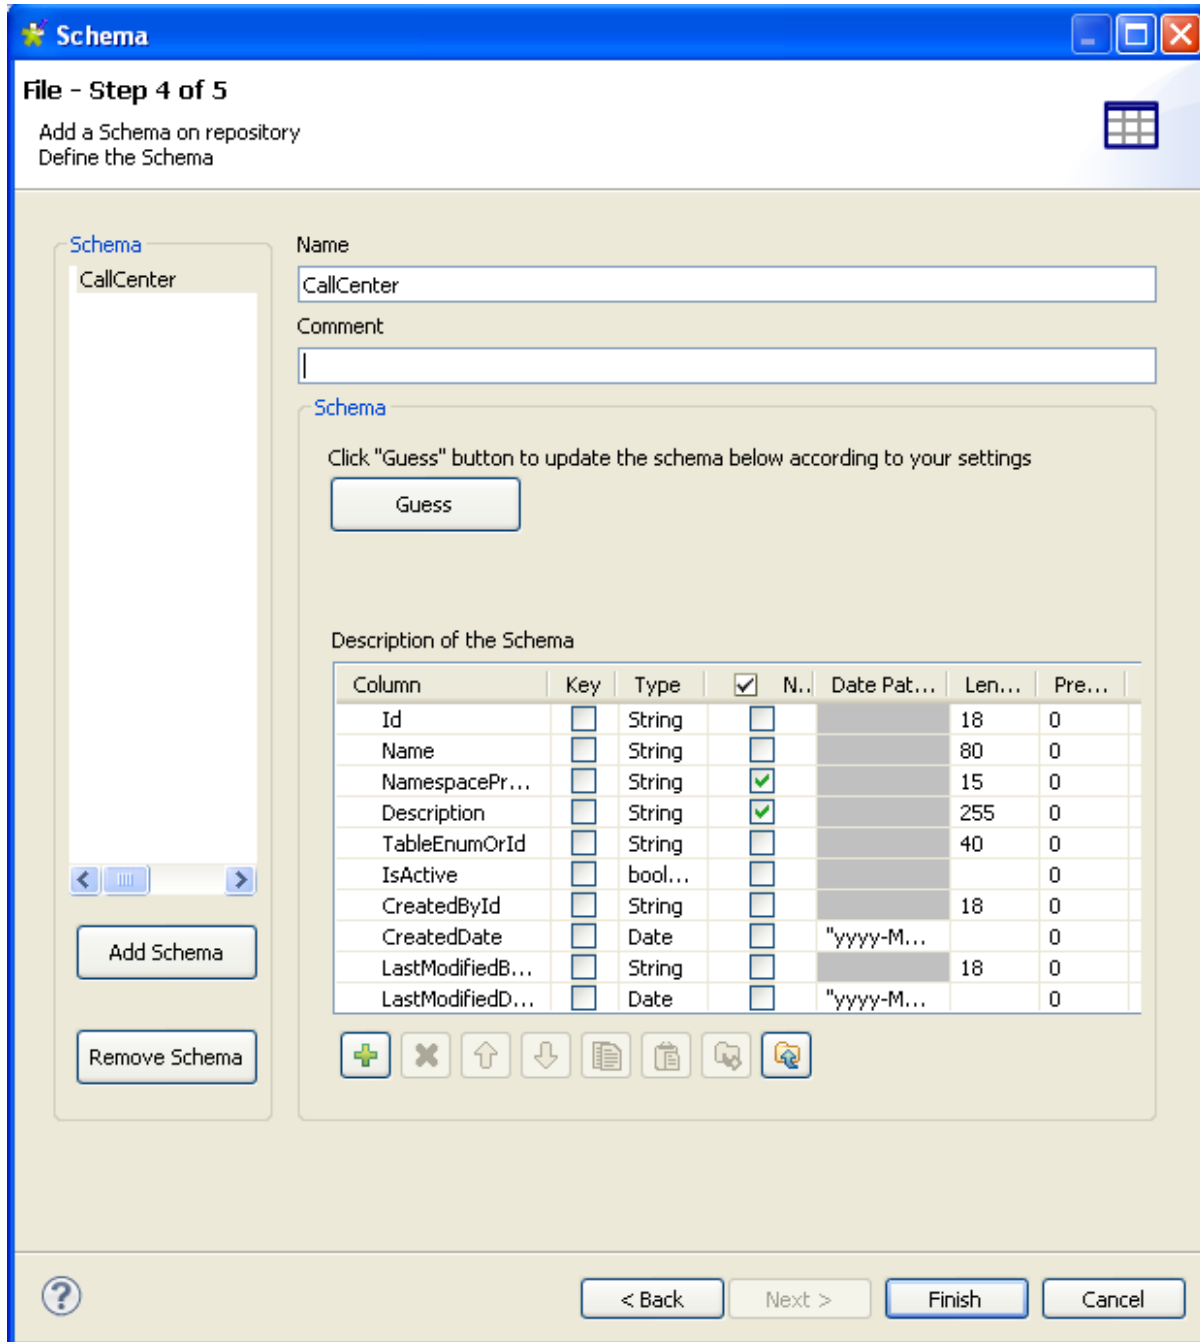 Schema
File - Step 4 of 5
Add a Schema on repository
Define the Schema
Schema
CallCenter
Add Schema
Remove Schema
Name
CallCenter
Comment
Schema
Click "Guess" button to update the schema below according to your settings
Guess
Description of the Schema
Column Key Type N.. Date Pat... Len... Pre...
Id String 18 0
Name String 80 0
NamespacePr... String 15 0
Description String 255 0
TableEnumOrId String 40 0
IsActive bool... 0
CreatedById String 18 0
CreatedDate Date "yyyy-M... 0
LastModifiedB... String 18 0
LastModifiedD... Date "yyyy-M... 0
? < Back Next > Finish Cancel